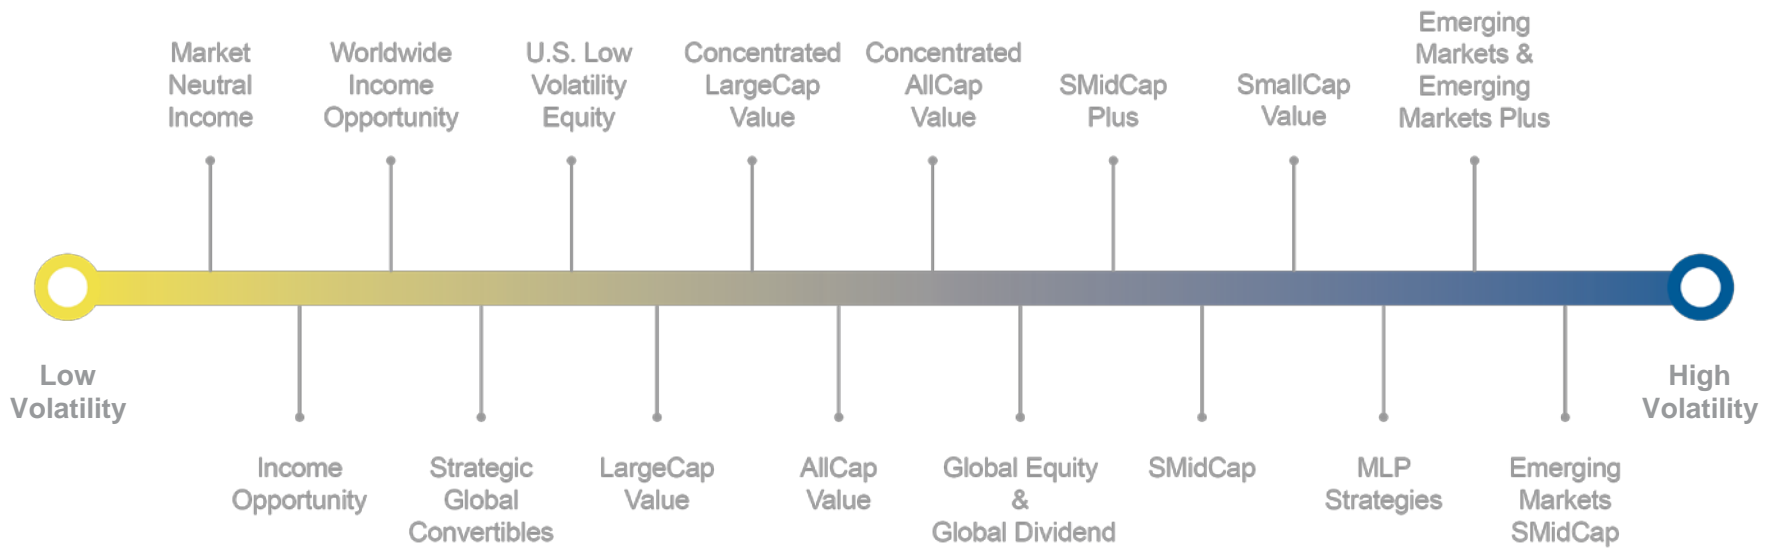 Market
Neutral
Income
Worldwide
Income
Opportunity
U.S. Low
Volatility
Equity
Concentrated
LargeCap
Value
Concentrated
AllCap
Value
SMidCap
Plus
SmallCap
Value
Emerging
Markets &
Emerging
Markets Plus
Low
Volatility
High
Volatility
Income
Opportunity
Strategic
Global
Convertibles
LargeCap
Value
AllCap
Value
Global Equity
&
Global Dividend
SMidCap
MLP
Strategies
Emerging
Markets
SMidCap